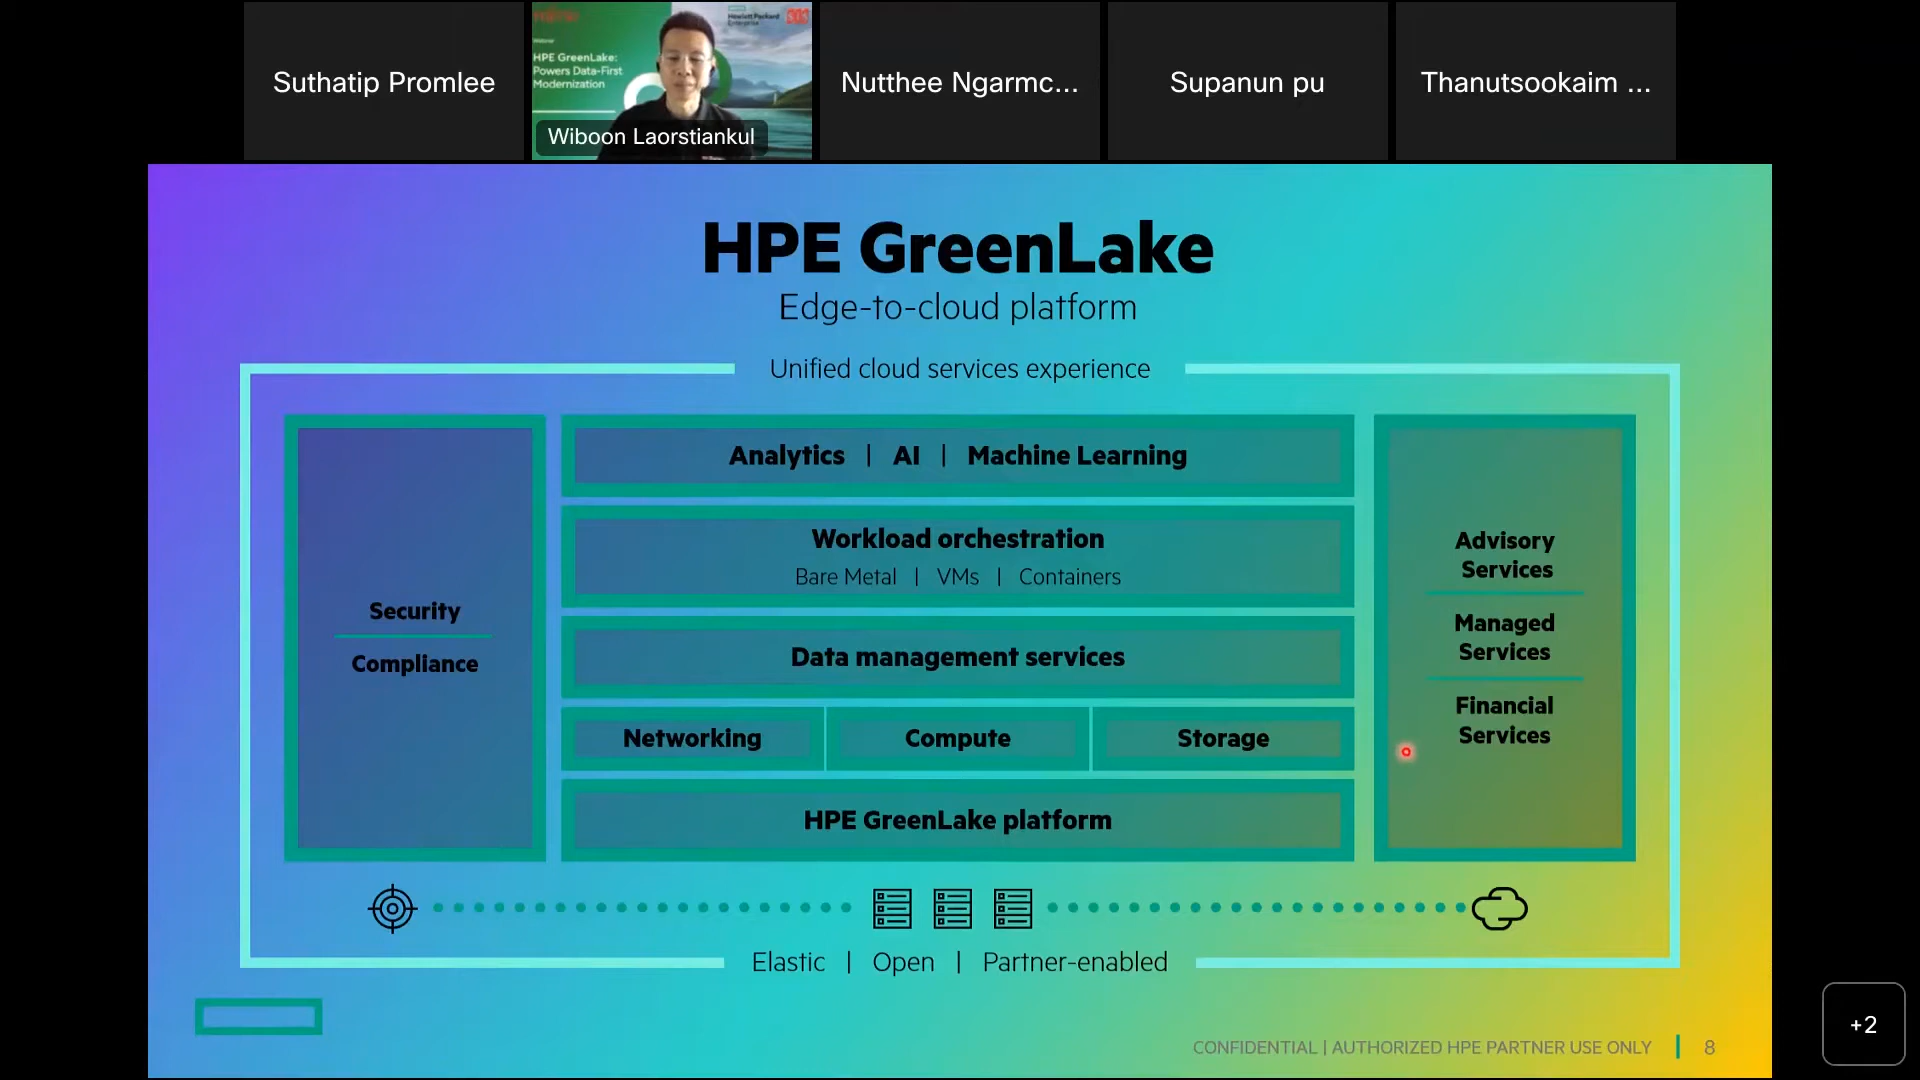 Suthatip Promlee
HPE GreenLake:
Powers Data-First
Modernization
Hewlett Packard
Enterprise
Wiboon Laorstiankul
Nutthee Ngarmc...
Supanun pu
Thanutsookaim ...
HPE GreenLake
Edge-to-cloud platform
Unified cloud services experience
Security
Compliance
Analytics | AI | Machine Learning
Workload orchestration
Bare Metal | VMs | Containers
Data management services
Networking
Compute
Storage
HPE GreenLake platform
Advisory
Services
Managed
Services
Financial
Services
Elastic | Open | Partner-enabled
CONFIDENTIAL | AUTHORIZED HPE PARTNER USE ONLY | 8
+2